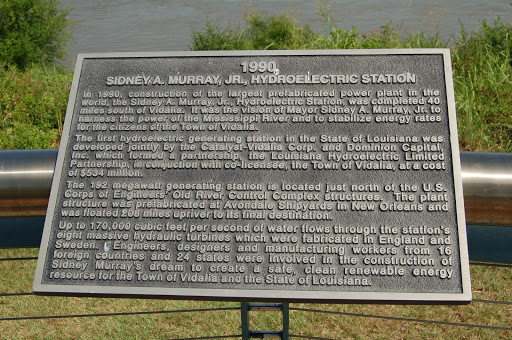 1990
SIDNEY A. MURRAY, JR., HYDROELECTRIC STATION
In 1990, construction of the largest prefabricated power plant in the
world, the Sidney A. Murray, Jr., Hydroelectric Station, was completed 40
miles south of Vidalia. It was the vision of Mayor Sidney A. Murray, Jr. to
harness the power of the Mississippi River and to stabilize energy rates
for the citizens of the Town of Vidalia.
The first hydroelectric generating station in the State of Louisiana was
developed jointly by the Catalyst-Vidalia Corp. and Dominion Capital,
Inc. which formed a partnership, the Louisiana Hydroelectric Limited
Partnership, in conjuction with co-licensee, the Town of Vidalia, at a cost
of $534 million.
The 192 megawatt generating station is located just north of the U.S.
Corps of Engineers' Old River Control Complex structures. The plant
structure was prefabricated at Avondale Shipyards in New Orleans and
was floated 208 miles upriver to its final destination.
Up to 170,000 cubic feet per second of water flows through the station's
eight massive hydraulic turbines which were fabricated in England and
Sweden. Engineers, designers and manufacturing workers from 16
foreign countries and 24 states were involved in the construction of
Sidney Murray's dream to create a safe, clean renewable energy
resource for the Town of Vidalia and the State of Louisiana.